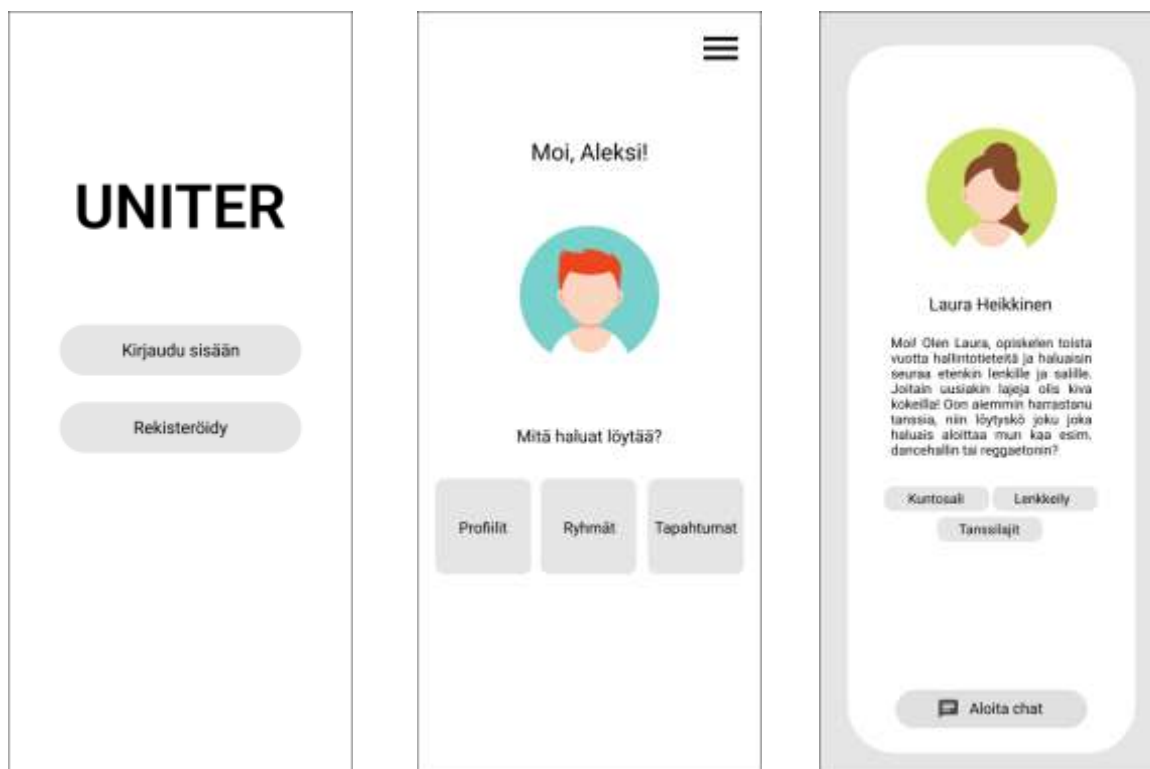 UNITER
Kirjaudu sisään
Rekisteröidy
Moi, Aleksi!
Mitä haluat löytää?
Profiilit
Ryhmät
Tapahtumat
Laura Heikkinen
Moi! Olen Laura, opiskelen toista
vuotta hallintotieteitä ja haluaisin
seuraa etenkin lenkille ja salille.
Joitain uusiakin lajeja olis kiva
kokeilla! Oon aiemmin harrastanu
tanssia, niin löytyskö joku joka
haluais aloittaa mun kaa esim.
dancehallin tai reggaetonin?
Kuntosali
Lenkkeily
Tanssilajit
Aloita chat